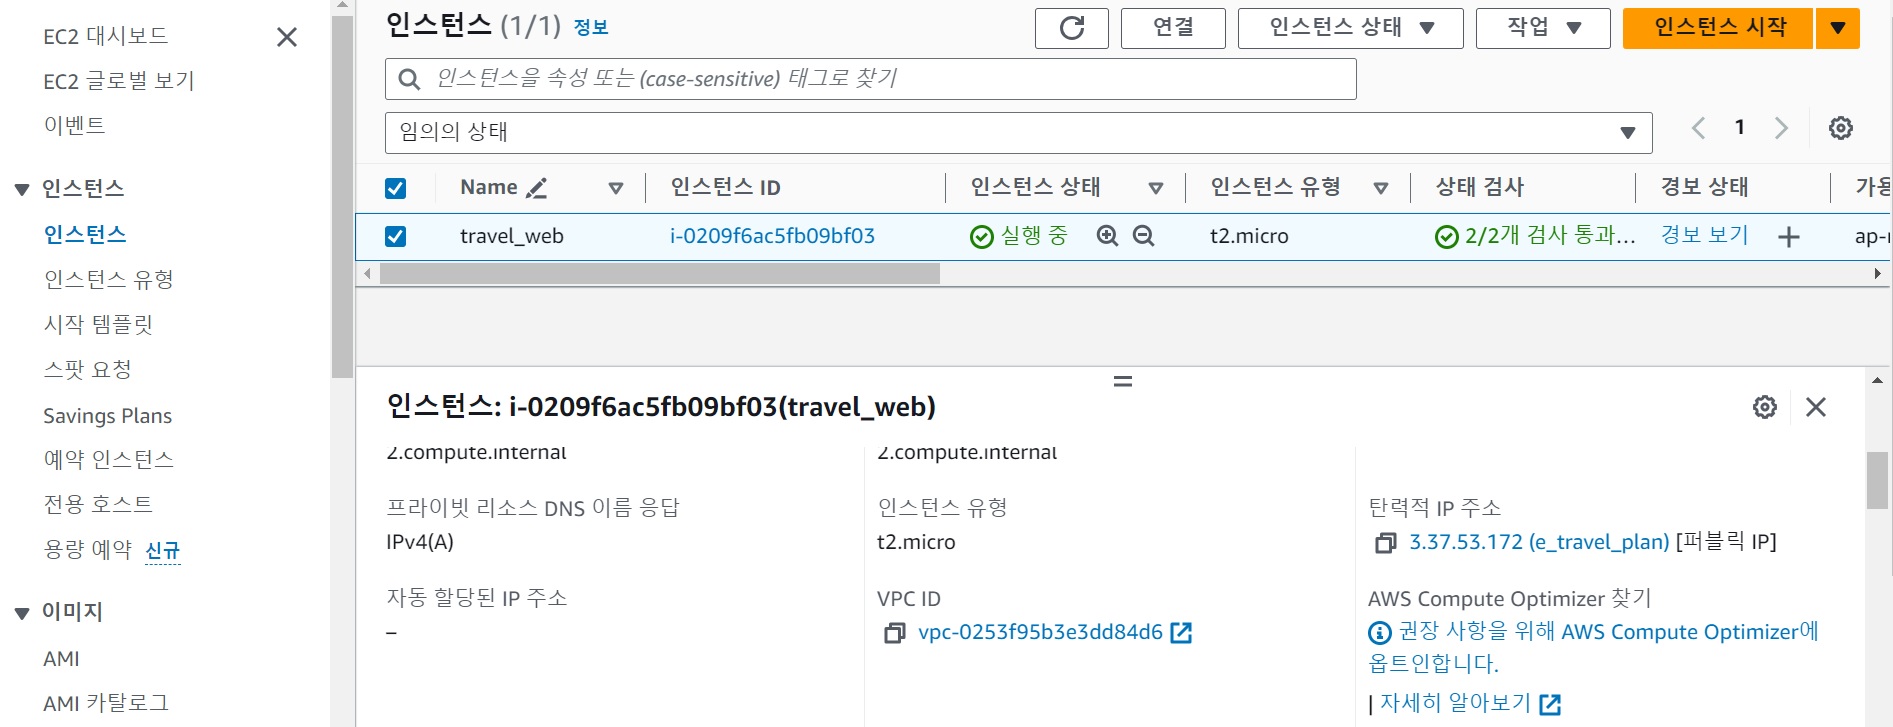 EC2 대시보드
EC2 글로벌 보기
이벤트
인스턴스
인스턴스
인스턴스 유형
시작 템플릿
스팟 요청
Savings Plans
예약 인스턴스
전용 호스트
용량 예약 신규
이미지
AMI
AMI 카탈로그
인스턴스 (1/1) 정보
연결
인스턴스 상태
작업
인스턴스 시작
인스턴스을 속성 또는 (case-sensitive) 태그로 찾기
임의의 상태
1
Name 인스턴스 ID 인스턴스 상태 인스턴스 유형 상태 검사 경보 상태 가용
travel_web i-0209f6ac5fb09bf03 실행 중 t2.micro 2/2개 검사 통과... 경보 보기
인스턴스: i-0209f6ac5fb09bf03(travel_web)
2.compute.internal 2.compute.internal
프라이빗 리소스 DNS 이름 응답
IPv4(A)
인스턴스 유형
t2.micro
탄력적 IP 주소
3.37.53.172 (e_travel_plan) [퍼블릭 IP]
자동 할당된 IP 주소
–
VPC ID
vpc-0253f95b3e3dd84d6
AWS Compute Optimizer 찾기
권장 사항을 위해 AWS Compute Optimizer에
옵트인합니다.
| 자세히 알아보기